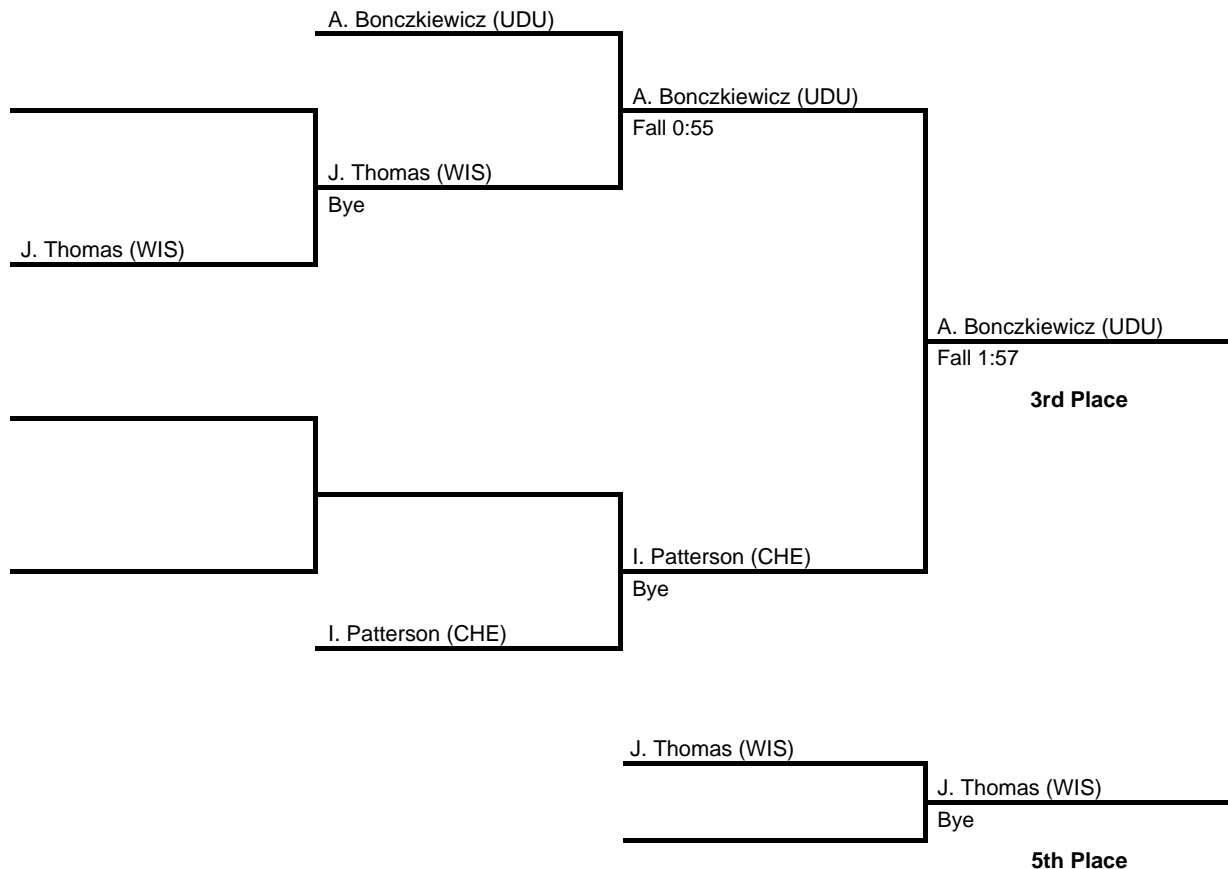 A. Bonczkiewicz (UDU)
A. Bonczkiewicz (UDU)
Fall 0:55
J. Thomas (WIS)
Bye
J. Thomas (WIS)
A. Bonczkiewicz (UDU)
Fall 1:57
3rd Place
I. Patterson (CHE)
Bye
I. Patterson (CHE)
J. Thomas (WIS)
J. Thomas (WIS)
Bye
5th Place